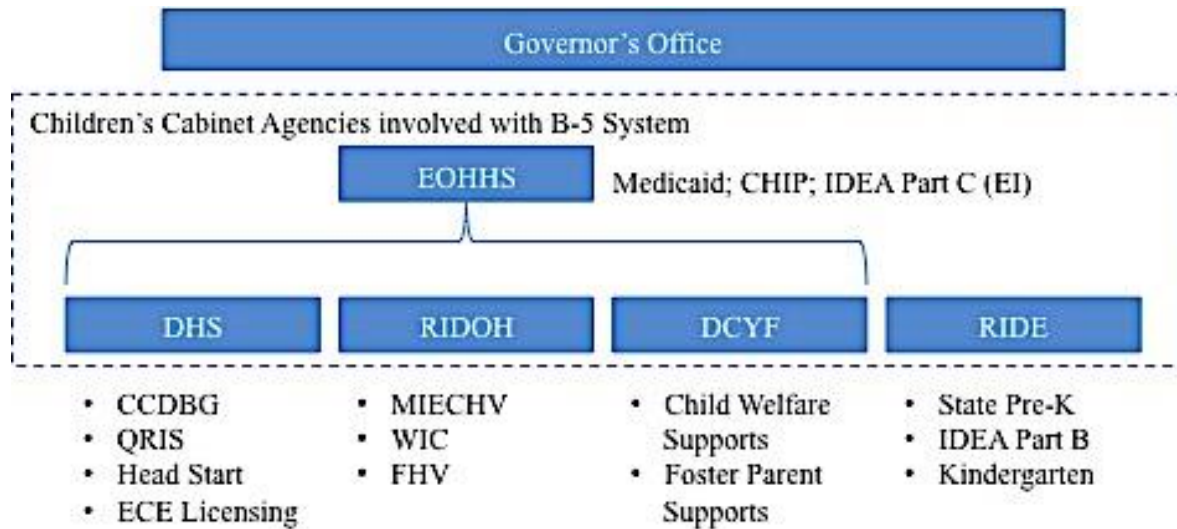 Governor's Office
Children's Cabinet Agencies involved with B-5 System
EOHHS
Medicaid; CHIP; IDEA Part C (EI)
DHS
RIDOH
DCYF
RIDE
• CCDBG
• QRIS
• Head Start
• ECE Licensing
• MIECHV
• WIC
• FHV
• Child Welfare
Supports
• Foster Parent
Supports
• State Pre-K
• IDEA Part B
• Kindergarten